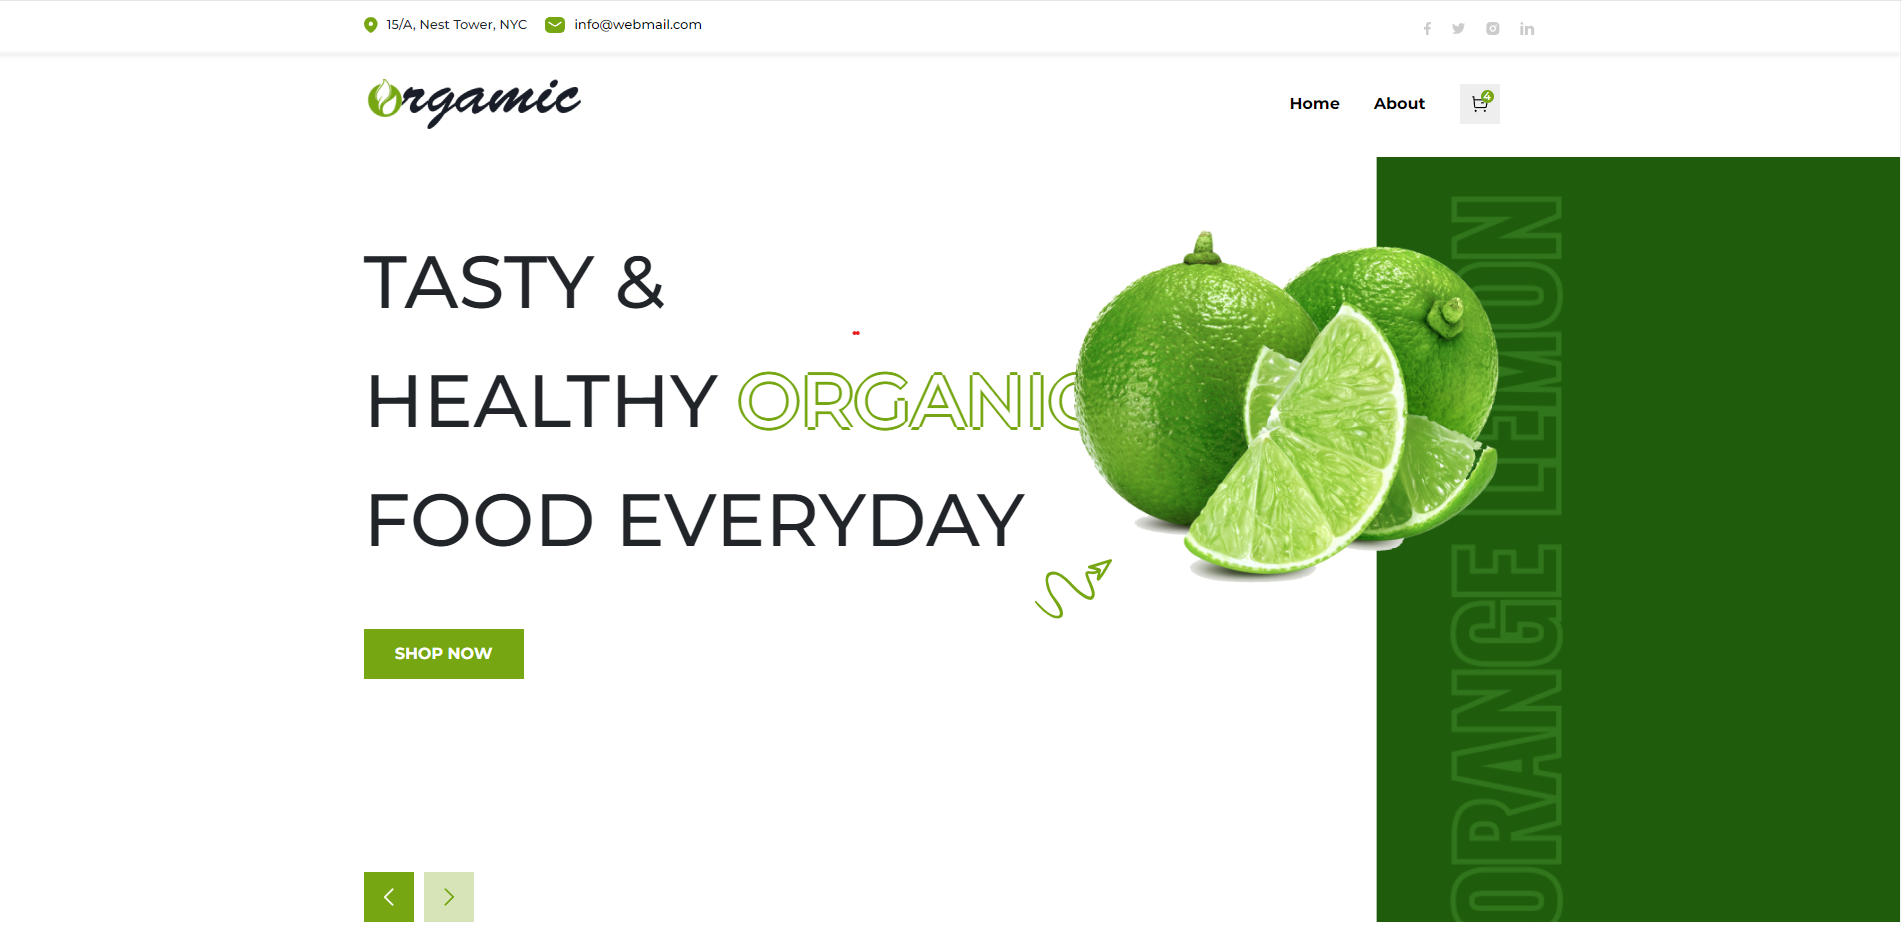 15/A, Nest Tower, NYC info@webmail.com
Orgamic
Home About 4
TASTY &
HEALTHY ORGANIC
FOOD EVERYDAY
SHOP NOW
ORANGE LEMON